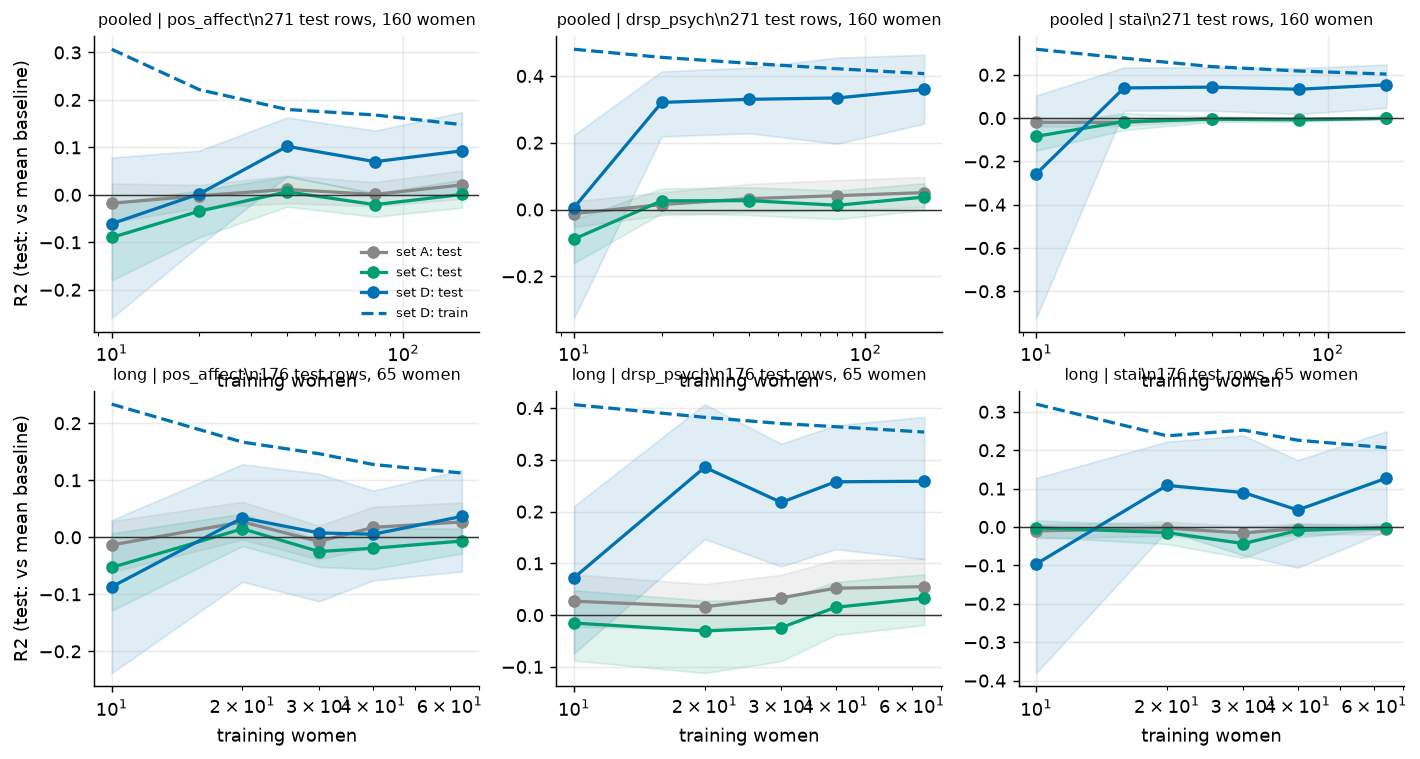 pooled | pos_affect\n271 test rows, 160 women
pooled | drsp_psych\n271 test rows, 160 women
pooled | stai\n271 test rows, 160 women
R2 (test: vs mean baseline)
0.3
0.2
0.1
0.0
−0.1
−0.2
set A: test
set C: test
set D: test
set D: train
10¹
10²
training women
0.4
0.2
0.0
−0.2
10¹
10²
training women
0.2
0.0
−0.2
−0.4
−0.6
−0.8
10¹
10²
training women
long | pos_affect\n176 test rows, 65 women
long | drsp_psych\n176 test rows, 65 women
long | stai\n176 test rows, 65 women
R2 (test: vs mean baseline)
0.2
0.1
0.0
−0.1
−0.2
10¹
2 × 10¹
3 × 10¹
4 × 10¹
6 × 10¹
training women
0.4
0.3
0.2
0.1
0.0
−0.1
10¹
2 × 10¹
3 × 10¹
4 × 10¹
6 × 10¹
training women
0.3
0.2
0.1
0.0
−0.1
−0.2
−0.3
−0.4
10¹
2 × 10¹
3 × 10¹
4 × 10¹
6 × 10¹
training women